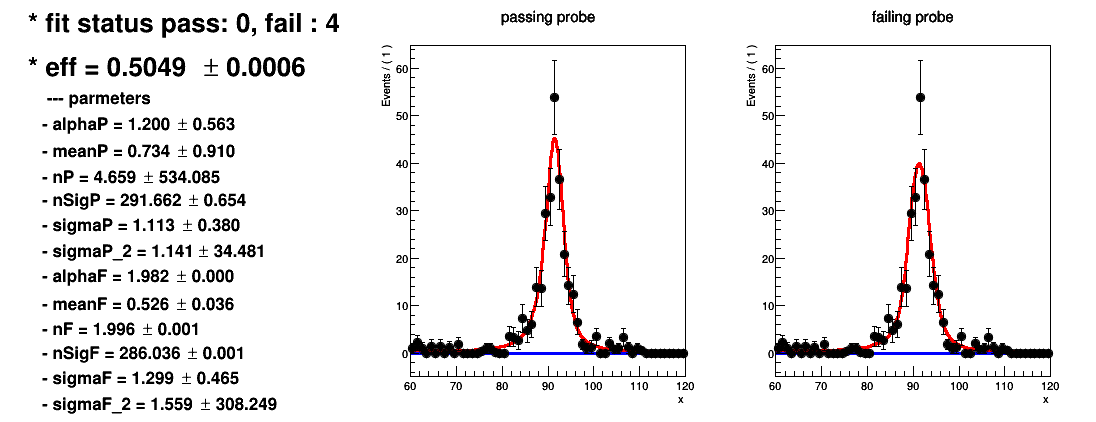 * fit status pass: 0, fail : 4
* eff = 0.5049 ± 0.0006
--- parmeters
- alphaP = 1.200 ± 0.563
- meanP = 0.734 ± 0.910
- nP = 4.659 ± 534.085
- nSigP = 291.662 ± 0.654
- sigmaP = 1.113 ± 0.380
- sigmaP_2 = 1.141 ± 34.481
- alphaF = 1.982 ± 0.000
- meanF = 0.526 ± 0.036
- nF = 1.996 ± 0.001
- nSigF = 286.036 ± 0.001
- sigmaF = 1.299 ± 0.465
- sigmaF_2 = 1.559 ± 308.249
passing probe
Events / ( 1 )
60
50
40
30
20
10
0
60 70 80 90 100 110 120
x
failing probe
Events / ( 1 )
60
50
40
30
20
10
0
60 70 80 90 100 110 120
x